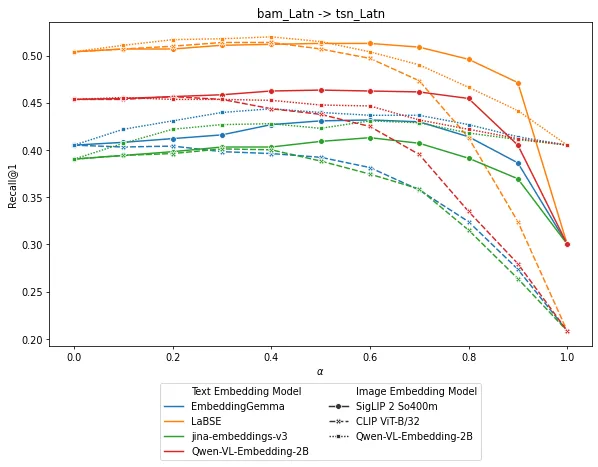 bam_Latn -> tsn_Latn
Recall@1
0.50
0.45
0.40
0.35
0.30
0.25
0.20
0.0
0.2
0.4
0.6
0.8
1.0
α
Text Embedding Model
EmbeddingGemma
LaBSE
jina-embeddings-v3
Qwen-VL-Embedding-2B
Image Embedding Model
SigLIP 2 So400m
CLIP ViT-B/32
Qwen-VL-Embedding-2B